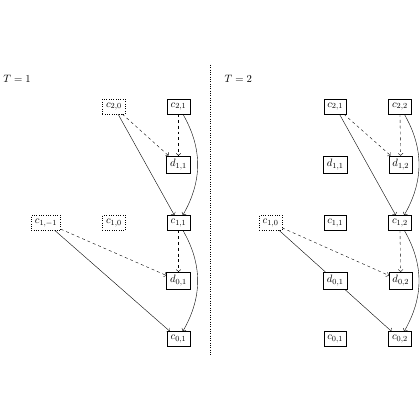 T = 1 T = 2
c_{2,0} c_{2,1} c_{2,1} c_{2,2}
d_{1,1} d_{1,1} d_{1,2}
c_{1,−1} c_{1,0} c_{1,1} c_{1,0} c_{1,1} c_{1,2}
d_{0,1} d_{0,1} d_{0,2}
c_{0,1} c_{0,1} c_{0,2}